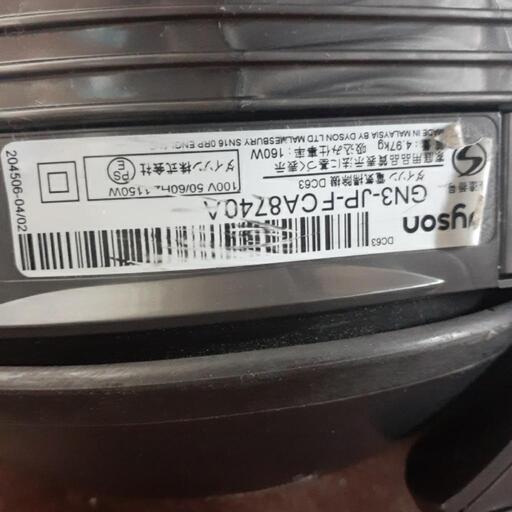 dyson
DC63
GN3-JP-FCA8740A
ダイソン 電気掃除機 DC63
家庭用品品質表示法に基づく表示
質量：4.97kg 吸込み仕事率：160W
MADE IN MALAYSIA BY DYSON LTD MALMESBURY SN16 0RP
100V 50/60Hz 1150W
ダイソン株式会社
PS
E
204506-04/02